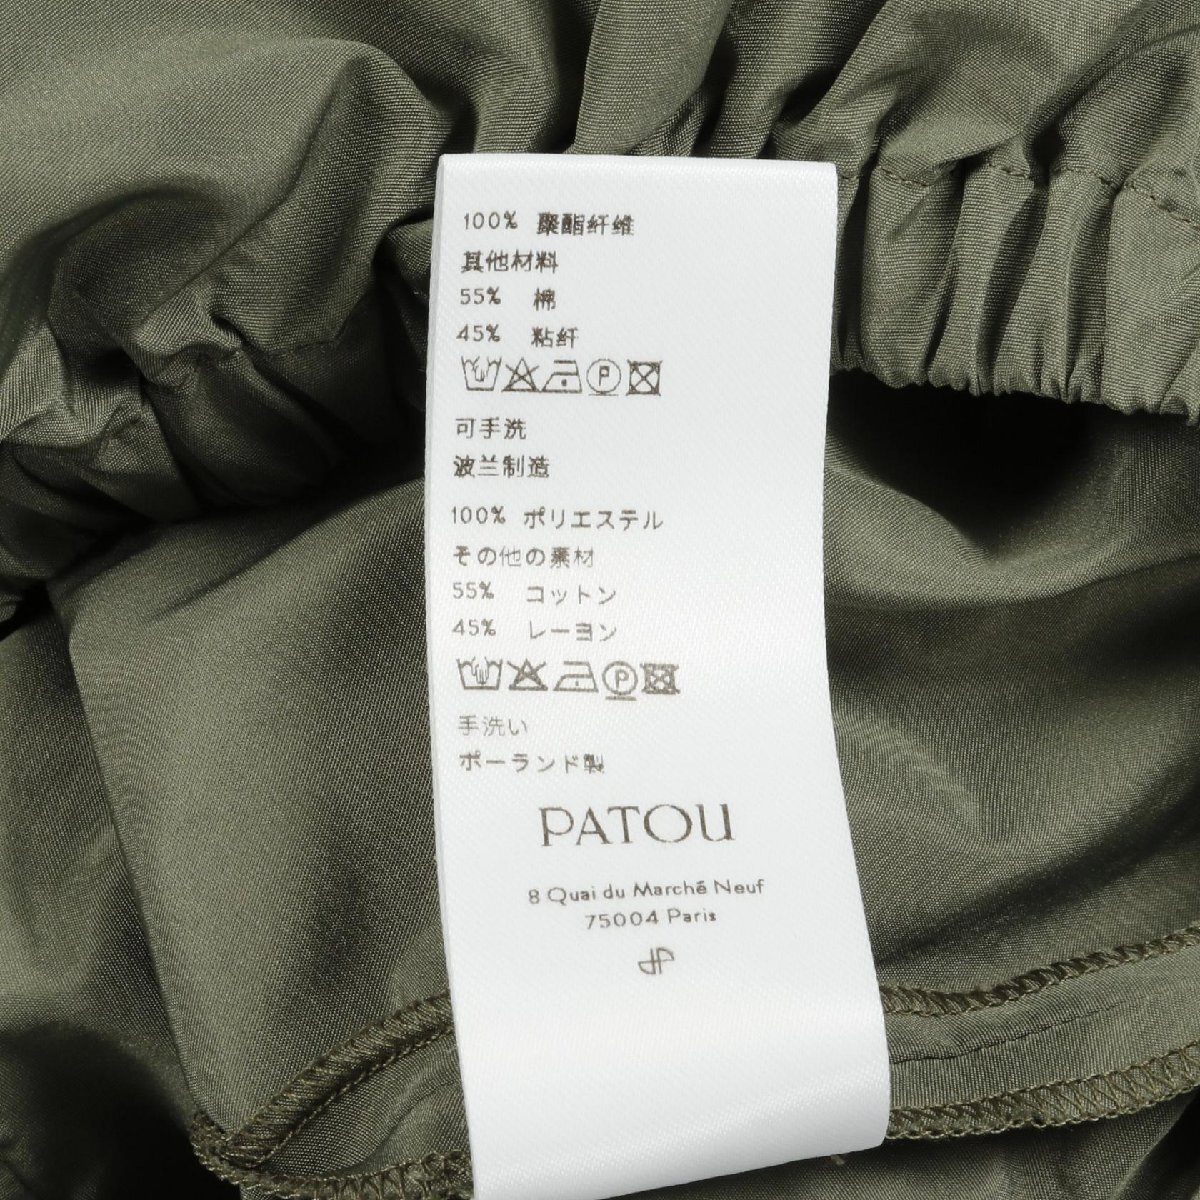 100% 聚酯纤维
其他材料
55% 棉
45% 粘纤
P
可手洗
波兰制造
100% ポリエステル
その他の素材
55% コットン
45% レーヨン
P
手洗い
ポーランド製
PATOU
8 Quai du Marché Neuf
75004 Paris
JP